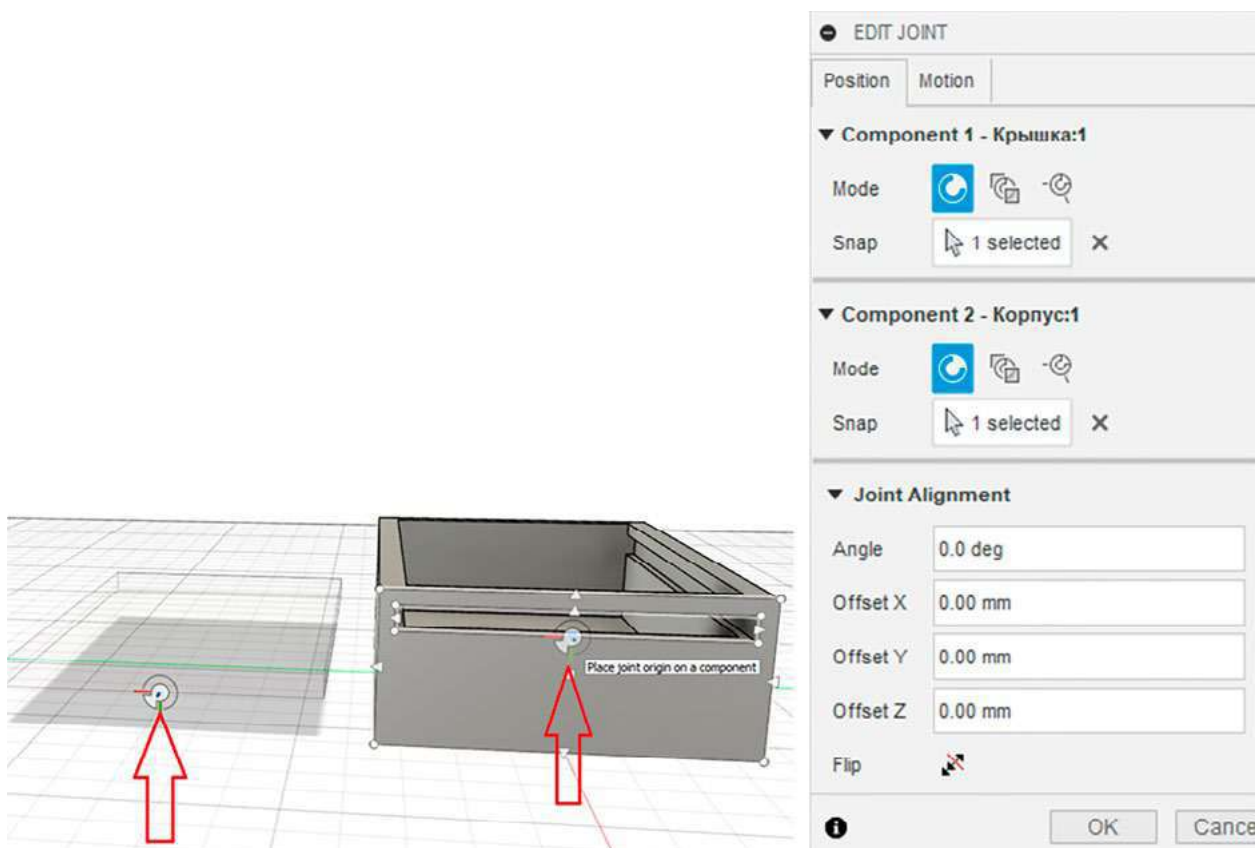 EDIT JOINT
Position Motion
Component 1 - Крышка:1
Mode
Snap 1 selected
Component 2 - Корпус:1
Mode
Snap 1 selected
Joint Alignment
Angle 0.0 deg
Offset X 0.00 mm
Offset Y 0.00 mm
Offset Z 0.00 mm
Flip
OK Cance
Place joint origin on a component